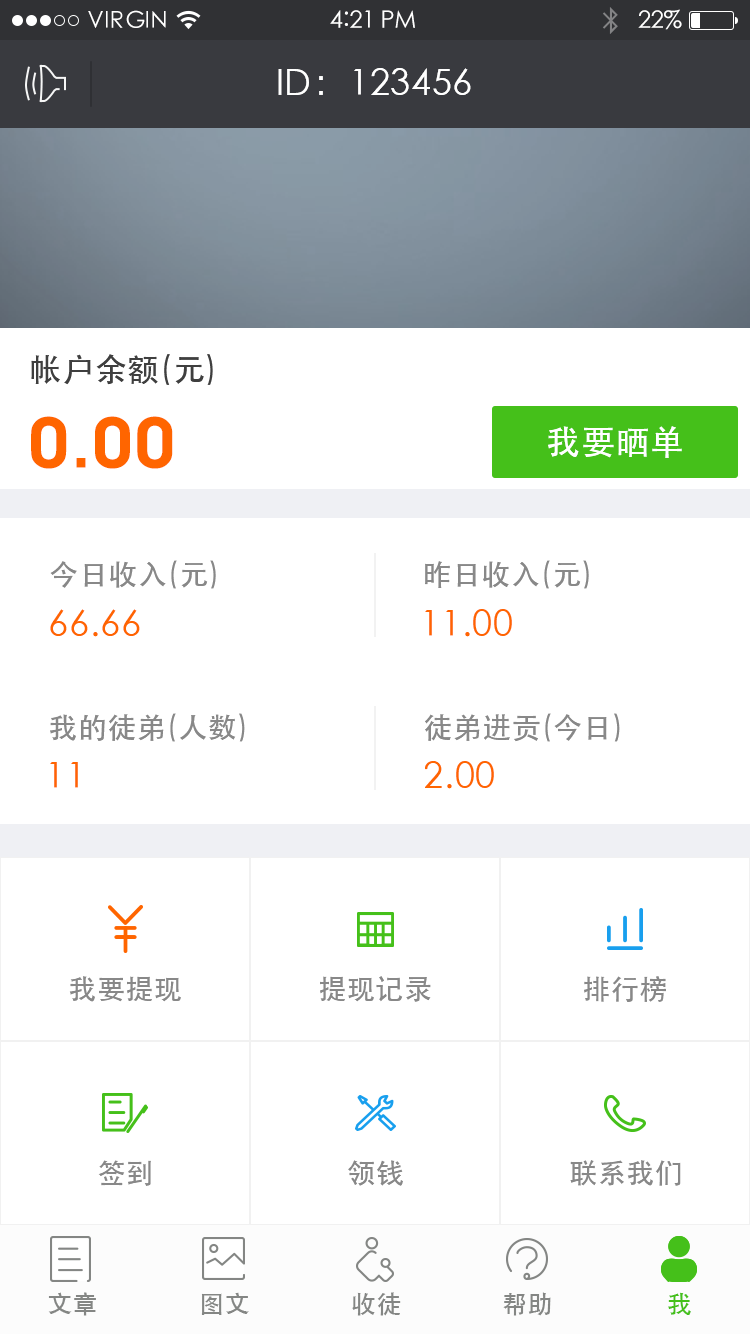 VIRGIN 4:21 PM 22%
ID： 123456
帐户余额(元)
0.00
我要晒单
今日收入(元) 昨日收入(元)
66.66 11.00
我的徒弟(人数) 徒弟进贡(今日)
11 2.00
我要提现 提现记录 排行榜
签到 领钱 联系我们
文章 图文 收徒 帮助 我